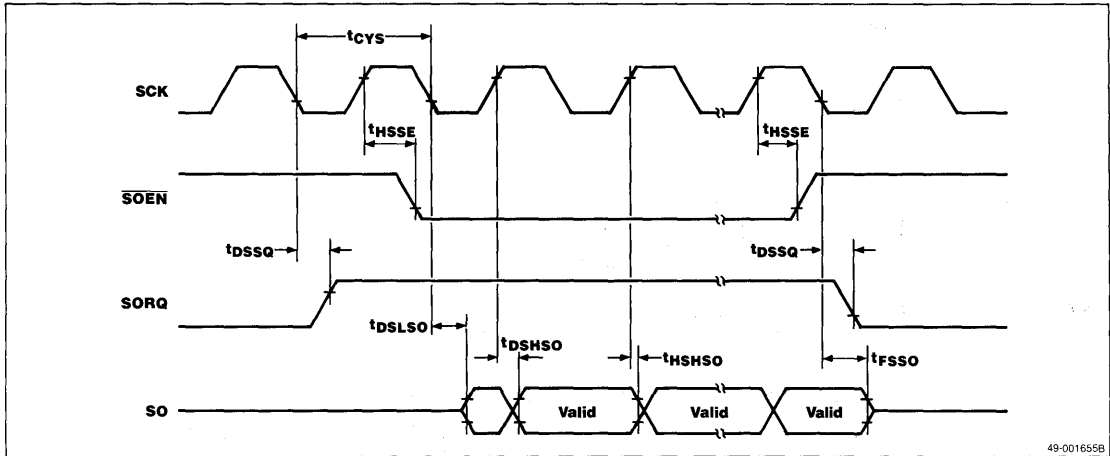 tCYS
SCK
tHSSE
tHSSE
SOEN
tDSSQ
tDSSQ
SORQ
tDSLSO
tDSHSO
tHSHSO
tFSSO
SO
Valid
Valid
Valid
49-001655B